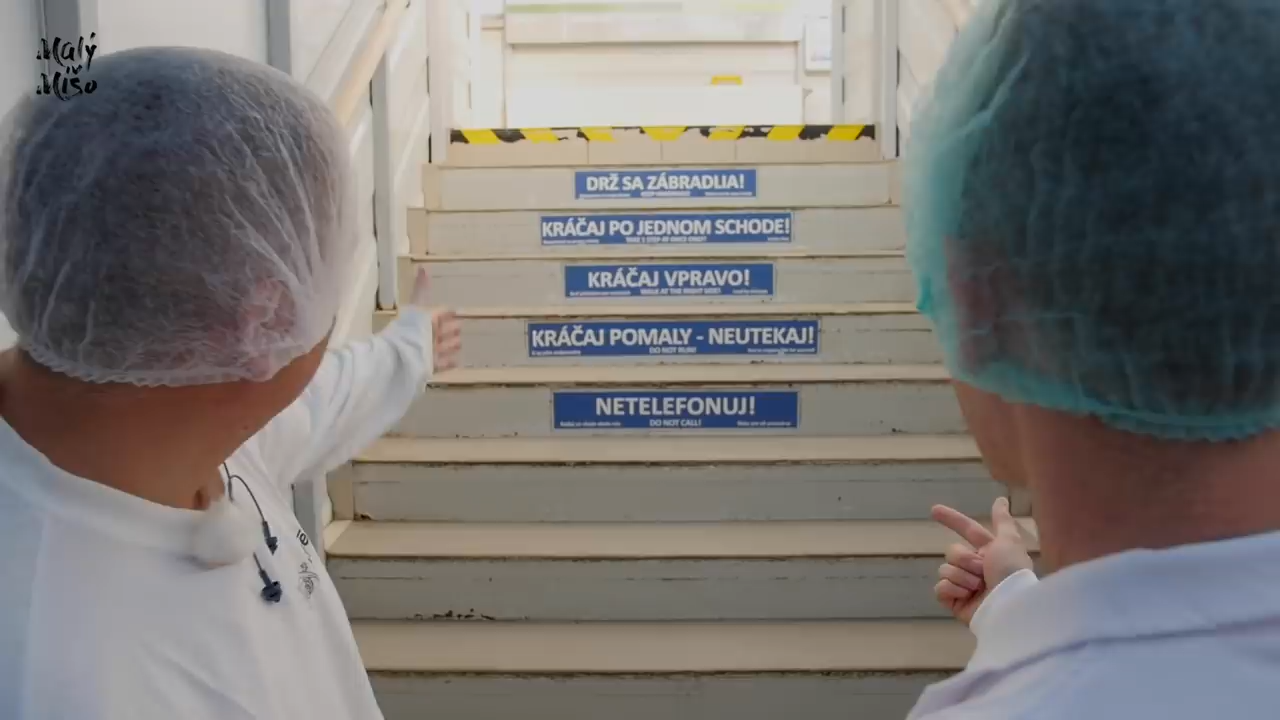 Malý
Mišo
DRŽ SA ZÁBRADLIA!
KRÁČAJ PO JEDNOM SCHODE!
TAKE 1 STEP AT ONCE ONLY!
KRÁČAJ VPRAVO!
WALK AT THE RIGHT SIDE!
KRÁČAJ POMALY - NEUTEKAJ!
DO NOT RUN!
NETELEFONUJ!
DO NOT CALL!